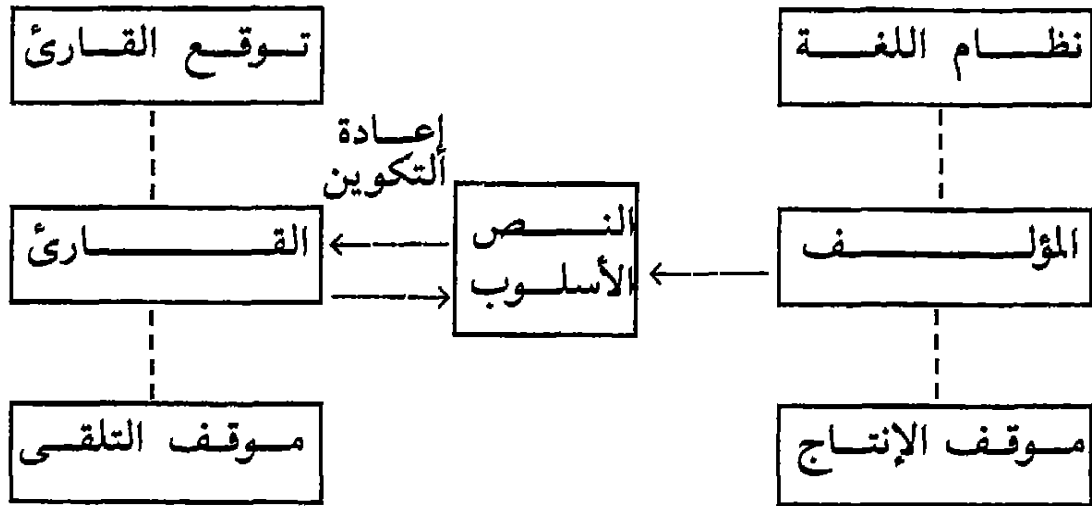 نظام اللغة
توقع القارئ
إعادة
التكوين
المؤلف
النص
الأسلوب
القارئ
موقف الإنتاج
موقف التلقى